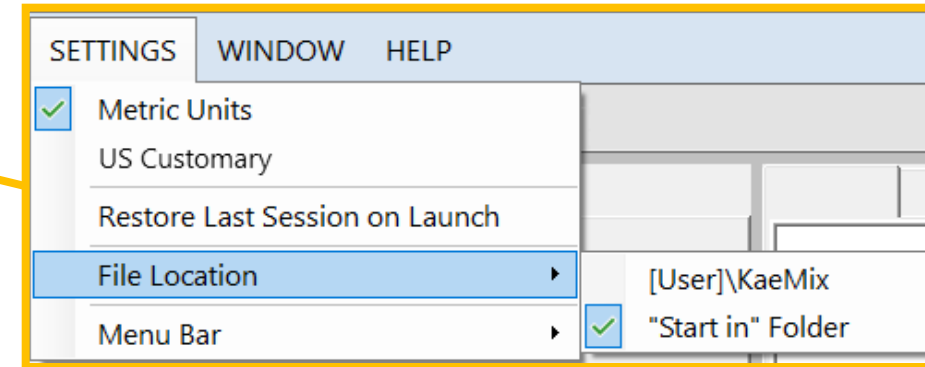 SETTINGS WINDOW HELP
Metric Units
US Customary
Restore Last Session on Launch
File Location
[User]\KaeMix
"Start in" Folder
Menu Bar